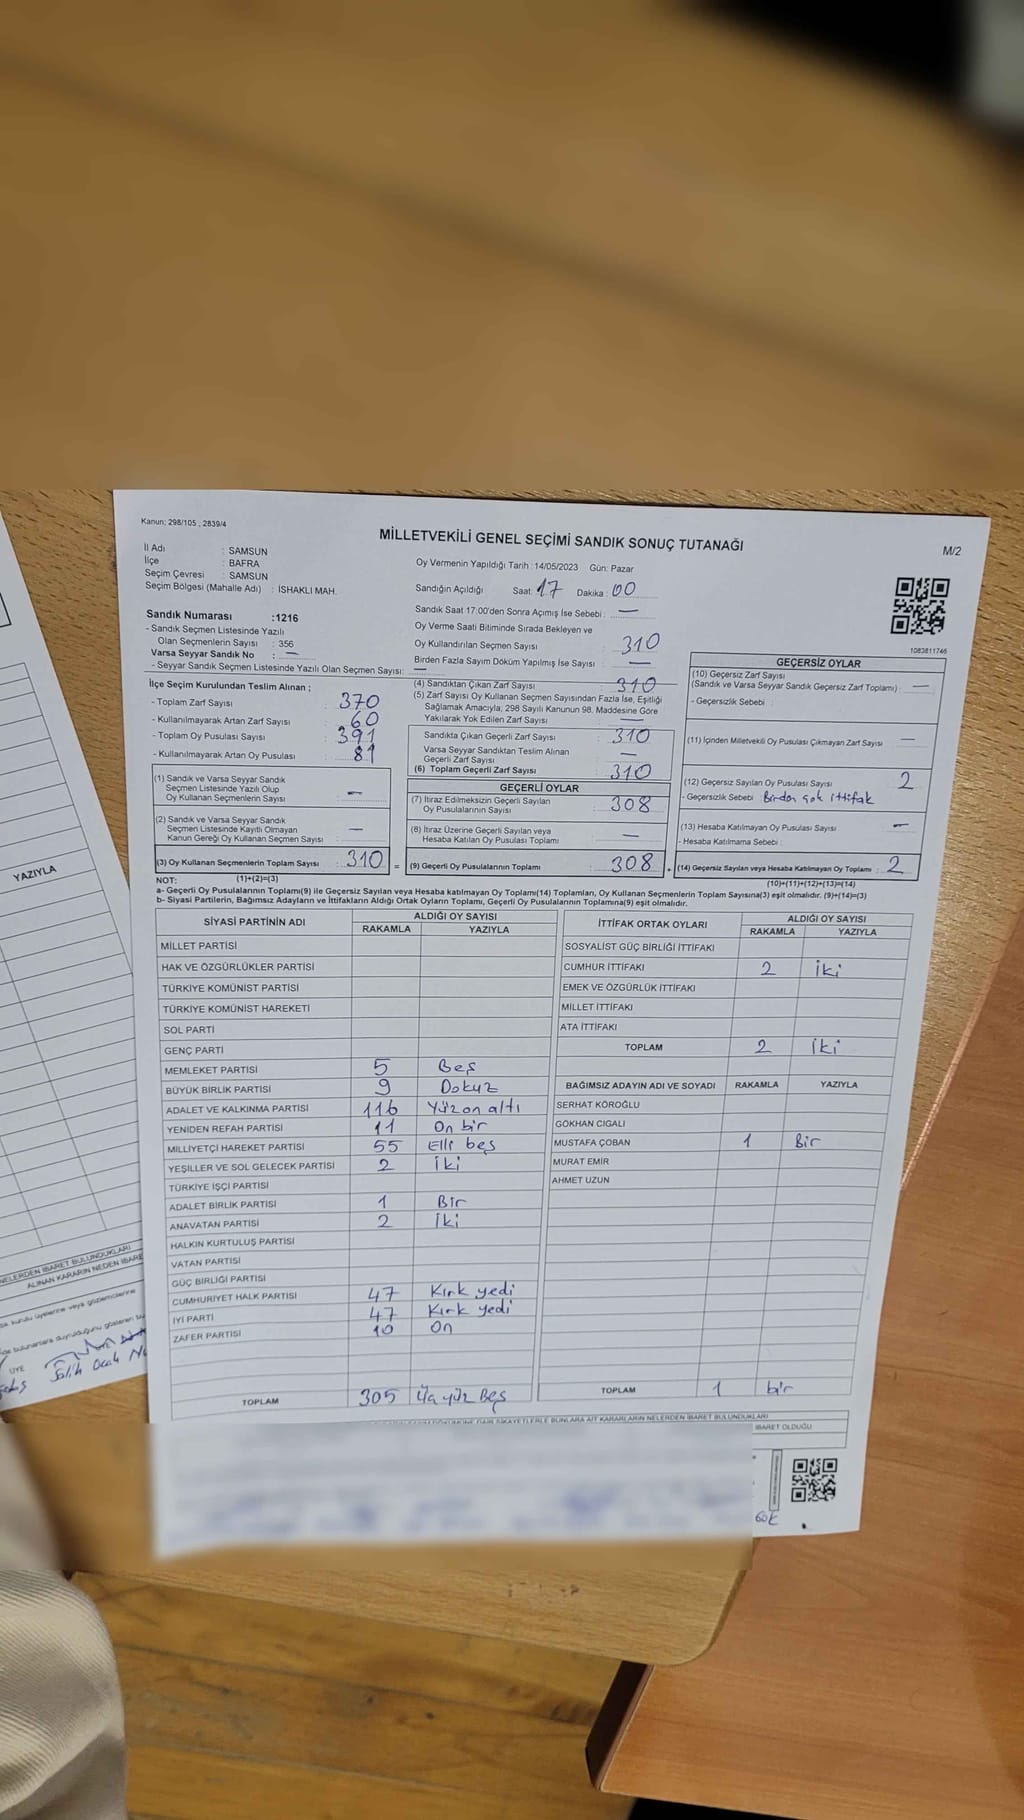 Kanun: 298/105 , 2839/4
MİLLETVEKİLİ GENEL SEÇİMİ SANDIK SONUÇ TUTANAĞI
M/2
İl Adı : SAMSUN
İlçe : BAFRA
Seçim Çevresi : SAMSUN
Seçim Bölgesi (Mahalle Adı) : İSHAKLI MAH.
Oy Vermenin Yapıldığı Tarih : 14/05/2023 Gün: Pazar
Sandığın Açıldığı Saat: 17 Dakika : 00
Sandık Saat 17:00'den Sonra Açımış İse Sebebi : —
Oy Verme Saati Bitiminde Sırada Bekleyen ve
Oy Kullandırılan Seçmen Sayısı : 310
Birden Fazla Sayım Döküm Yapılmış İse Sayısı : —
Sandık Numarası :1216
- Sandık Seçmen Listesinde Yazılı
Olan Seçmenlerin Sayısı : 356
Varsa Seyyar Sandık No : —
- Seyyar Sandık Seçmen Listesinde Yazılı Olan Seçmen Sayısı: —
İlçe Seçim Kurulundan Teslim Alınan ;
- Toplam Zarf Sayısı : 370
- Kullanılmayarak Artan Zarf Sayısı : 60
- Toplam Oy Pusulası Sayısı : 391
- Kullanılmayarak Artan Oy Pusulası : 81
(1) Sandık ve Varsa Seyyar Sandık
Seçmen Listesinde Yazılı Olup
Oy Kullanan Seçmenlerin Sayısı : —
(2) Sandık ve Varsa Seyyar Sandık
Seçmen Listesinde Kayıtlı Olmayan
Kanun Gereği Oy Kullanan Seçmen Sayısı : —
(3) Oy Kullanan Seçmenlerin Toplam Sayısı : 310 =
(1)+(2)=(3)
(4) Sandıktan Çıkan Zarf Sayısı : 310
(5) Zarf Sayısı Oy Kullanan Seçmen Sayısından Fazla İse, Eşitliği
Sağlamak Amacıyla, 298 Sayılı Kanunun 98. Maddesine Göre
Yakılarak Yok Edilen Zarf Sayısı : —
Sandıkta Çıkan Geçerli Zarf Sayısı : 310
Varsa Seyyar Sandıktan Teslim Alınan
Geçerli Zarf Sayısı : —
(6) Toplam Geçerli Zarf Sayısı : 310
GEÇERLİ OYLAR
(7) İtiraz Edilmeksizin Geçerli Sayılan
Oy Pusulalarının Sayısı : 308
(8) İtiraz Üzerine Geçerli Sayılan veya
Hesaba Katılan Oy Pusulası Toplamı : —
(9) Geçerli Oy Pusulalarının Toplamı : 308 +
1083811746
GEÇERSİZ OYLAR
(10) Geçersiz Zarf Sayısı
(Sandık ve Varsa Seyyar Sandık Geçersiz Zarf Toplamı) : —
- Geçersizlik Sebebi :
(11) İçinden Milletvekili Oy Pusulası Çıkmayan Zarf Sayısı : —
(12) Geçersiz Sayılan Oy Pusulası Sayısı : 2
- Geçersizlik Sebebi : Birden çok ittifak
(13) Hesaba Katılmayan Oy Pusulası Sayısı : —
- Hesaba Katılmama Sebebi :
(14) Geçersiz Sayılan veya Hesaba Katılmayan Oy Toplamı : 2
(10)+(11)+(12)+(13)=(14)
NOT:
a- Geçerli Oy Pusulalarının Toplamı(9) ile Geçersiz Sayılan veya Hesaba katılmayan Oy Toplamı(14) Toplamları, Oy Kullanan Seçmenlerin Toplam Sayısına(3) eşit olmalıdır. (9)+(14)=(3)
b- Siyasi Partilerin, Bağımsız Adayların ve İttifakların Aldığı Ortak Oyların Toplamı, Geçerli Oy Pusulalarının Toplamına(9) eşit olmalıdır.
SİYASİ PARTİNİN ADI ALDIĞI OY SAYISI
RAKAMLA YAZIYLA
MİLLET PARTİSİ
HAK VE ÖZGÜRLÜKLER PARTİSİ
TÜRKİYE KOMÜNİST PARTİSİ
TÜRKİYE KOMÜNİST HAREKETİ
SOL PARTİ
GENÇ PARTİ
MEMLEKET PARTİSİ 5 Beş
BÜYÜK BİRLİK PARTİSİ 9 Dokuz
ADALET VE KALKINMA PARTİSİ 116 Yüz on altı
YENİDEN REFAH PARTİSİ 11 On bir
MİLLİYETÇİ HAREKET PARTİSİ 55 Elli beş
YEŞİLLER VE SOL GELECEK PARTİSİ 2 İki
TÜRKİYE İŞÇİ PARTİSİ
ADALET BİRLİK PARTİSİ 1 Bir
ANAVATAN PARTİSİ 2 İki
HALKIN KURTULUŞ PARTİSİ
VATAN PARTİSİ
GÜÇ BİRLİĞİ PARTİSİ
CUMHURİYET HALK PARTİSİ 47 Kırk yedi
İYİ PARTİ 47 Kırk yedi
ZAFER PARTİSİ 10 On
TOPLAM 305 Üç yüz Beş
İTTİFAK ORTAK OYLARI ALDIĞI OY SAYISI
RAKAMLA YAZIYLA
SOSYALİST GÜÇ BİRLİĞİ İTTİFAKI
CUMHUR İTTİFAKI 2 İki
EMEK VE ÖZGÜRLÜK İTTİFAKI
MİLLET İTTİFAKI
ATA İTTİFAKI
TOPLAM 2 İki
BAĞIMSIZ ADAYIN ADI VE SOYADI RAKAMLA YAZIYLA
SERHAT KÖROĞLU
GÖKHAN CIGALI
MUSTAFA ÇOBAN 1 Bir
MURAT EMİR
AHMET UZUN
TOPLAM 1 bir
NELERDEN İBARET BULUNDUKLARI
İBARET OLDUĞU
YAZIYLA
NELERDEN İBARET BULUNDUKLARI
ALINAN KARARIN NEDEN İBARE
ÜYE
Salih Ocak